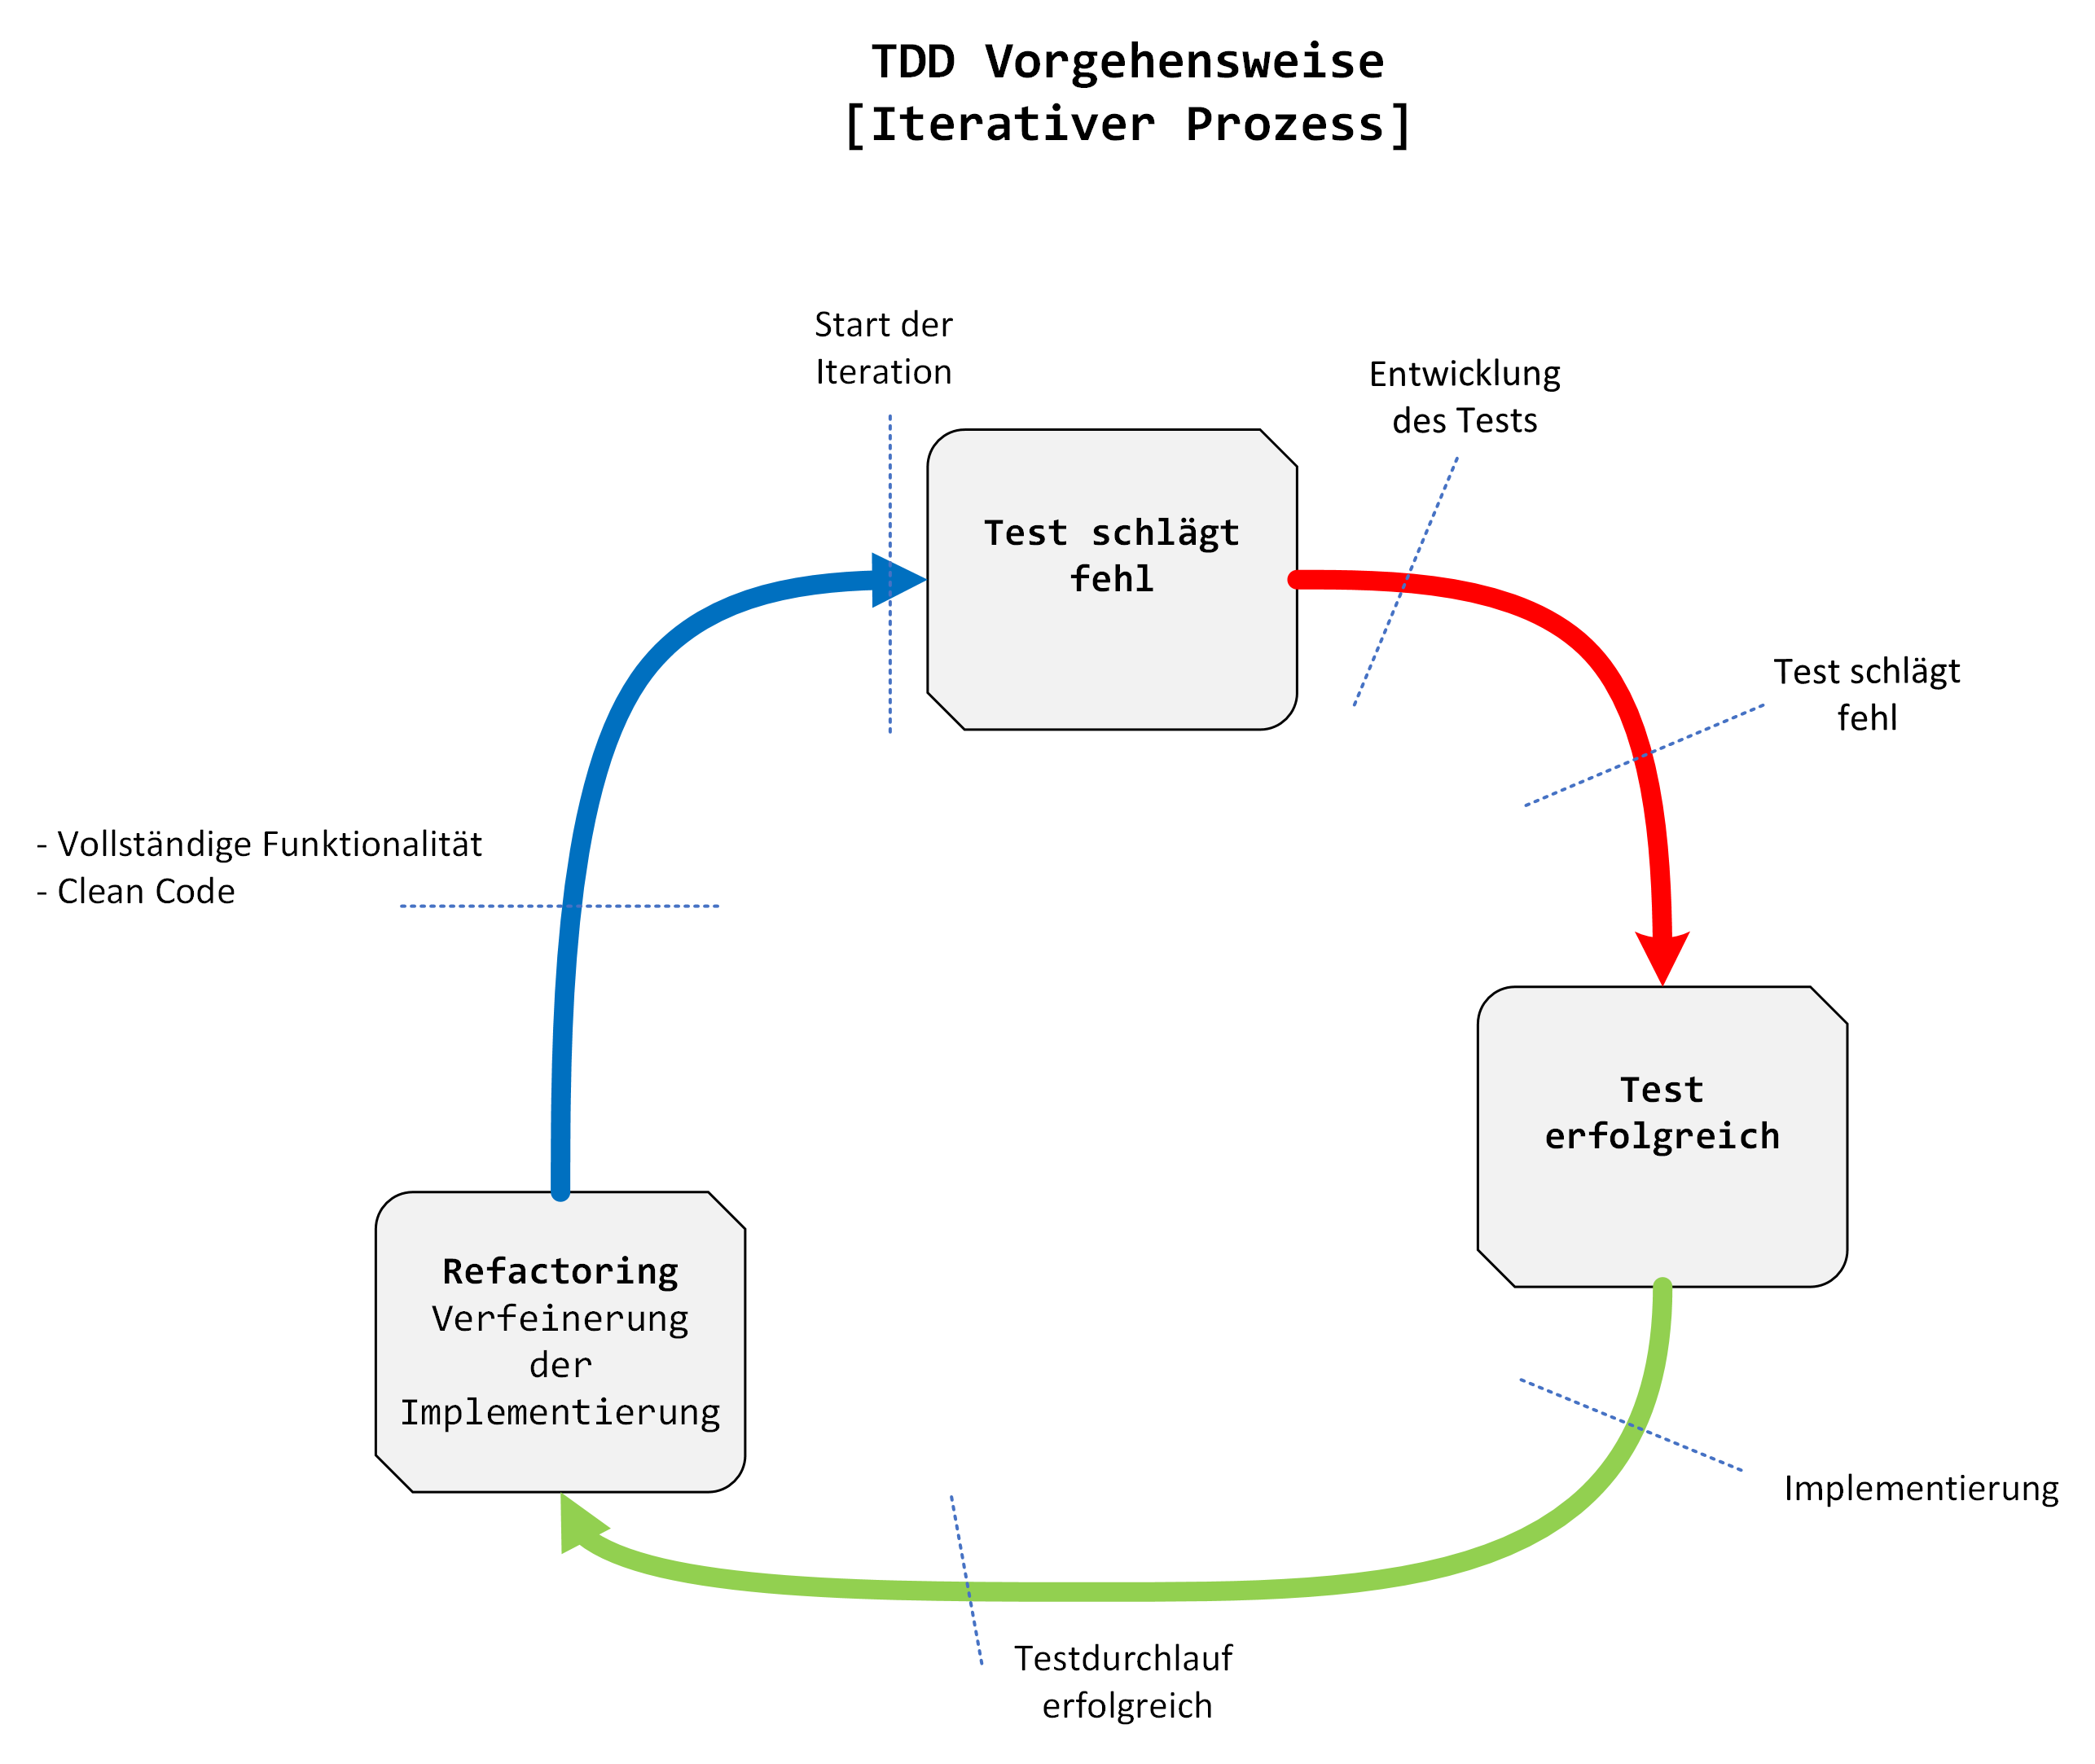 TDD Vorgehensweise
[Iterativer Prozess]
Start der
Iteration
Entwicklung
des Tests
Test schlägt
fehl
Test schlägt
fehl
- Vollständige Funktionalität
- Clean Code
Test
erfolgreich
Refactoring
Verfeinerung
der
Implementierung
Implementierung
Testdurchlauf
erfolgreich